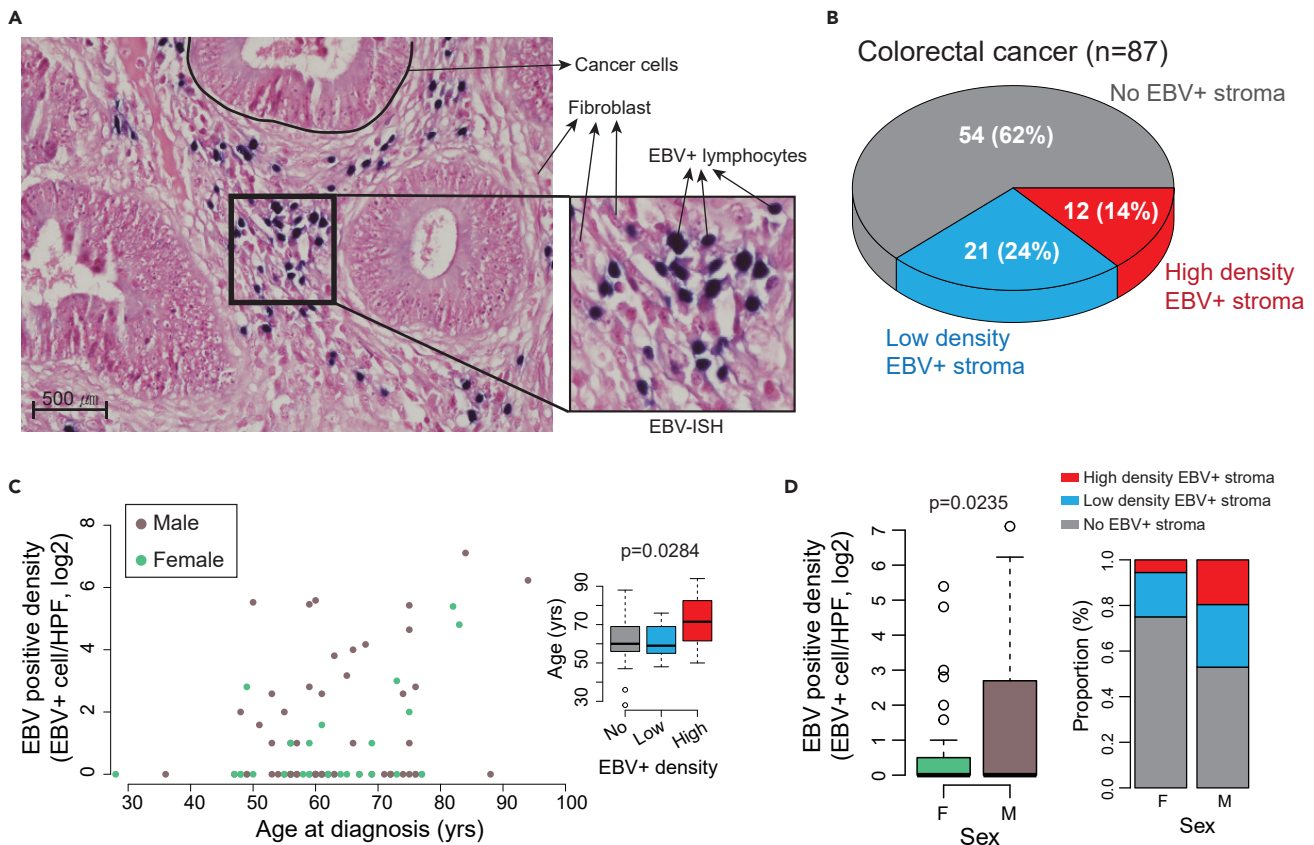 A
Cancer cells
Fibroblast
EBV+ lymphocytes
500 ㎛
EBV-ISH
B
Colorectal cancer (n=87)
No EBV+ stroma
54 (62%)
12 (14%)
21 (24%)
High density
EBV+ stroma
Low density
EBV+ stroma
C
EBV positive density
(EBV+ cell/HPF, log2)
8
6
4
2
0
Male
Female
30 40 50 60 70 80 90 100
Age at diagnosis (yrs)
p=0.0284
Age (yrs)
90
70
50
30
No Low High
EBV+ density
D
p=0.0235
EBV positive density
(EBV+ cell/HPF, log2)
7
6
5
4
3
2
1
0
F M
Sex
High density EBV+ stroma
Low density EBV+ stroma
No EBV+ stroma
Proportion (%)
1.0
0.8
0.6
0.4
0.2
0.0
F M
Sex